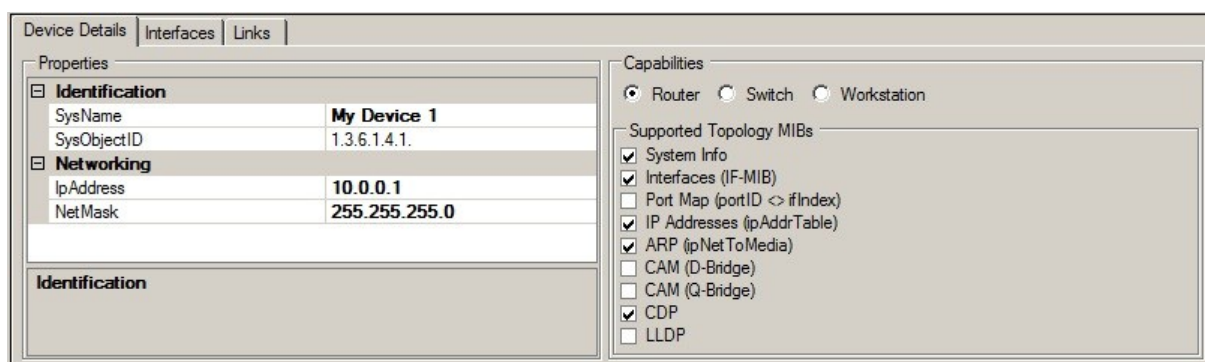 Device Details Interfaces Links
Properties
Identification
SysName My Device 1
SysObjectID 1.3.6.1.4.1.
Networking
IpAddress 10.0.0.1
NetMask 255.255.255.0
Identification
Capabilities
Router Switch Workstation
Supported Topology MIBs
System Info
Interfaces (IF-MIB)
Port Map (portID <> ifIndex)
IP Addresses (ipAddrTable)
ARP (ipNetToMedia)
CAM (D-Bridge)
CAM (Q-Bridge)
CDP
LLDP